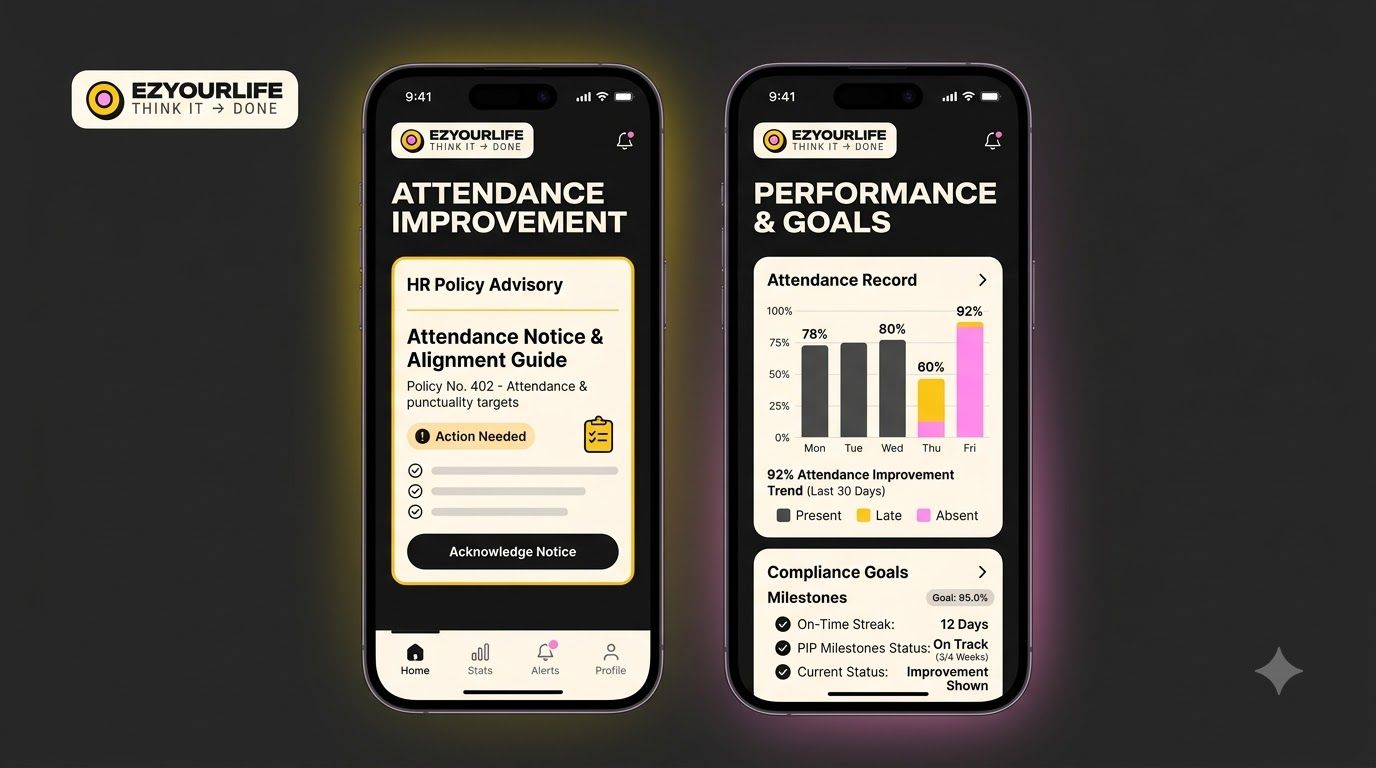 EZYOURLIFE
THINK IT → DONE
9:41
EZYOURLIFE
THINK IT → DONE
ATTENDANCE
IMPROVEMENT
HR Policy Advisory
Attendance Notice &
Alignment Guide
Policy No. 402 - Attendance &
punctuality targets
! Action Needed
Acknowledge Notice
Home Stats Alerts Profile
9:41
EZYOURLIFE
THINK IT → DONE
PERFORMANCE
& GOALS
Attendance Record
100%
75%
50%
25%
0%
78% 80% 60% 92%
Mon Tue Wed Thu Fri
92% Attendance Improvement
Trend (Last 30 Days)
Present Late Absent
Compliance Goals
Milestones Goal: 95.0%
On-Time Streak: 12 Days
PIP Milestones Status: On Track
(3/4 Weeks)
Current Status: Improvement
Shown